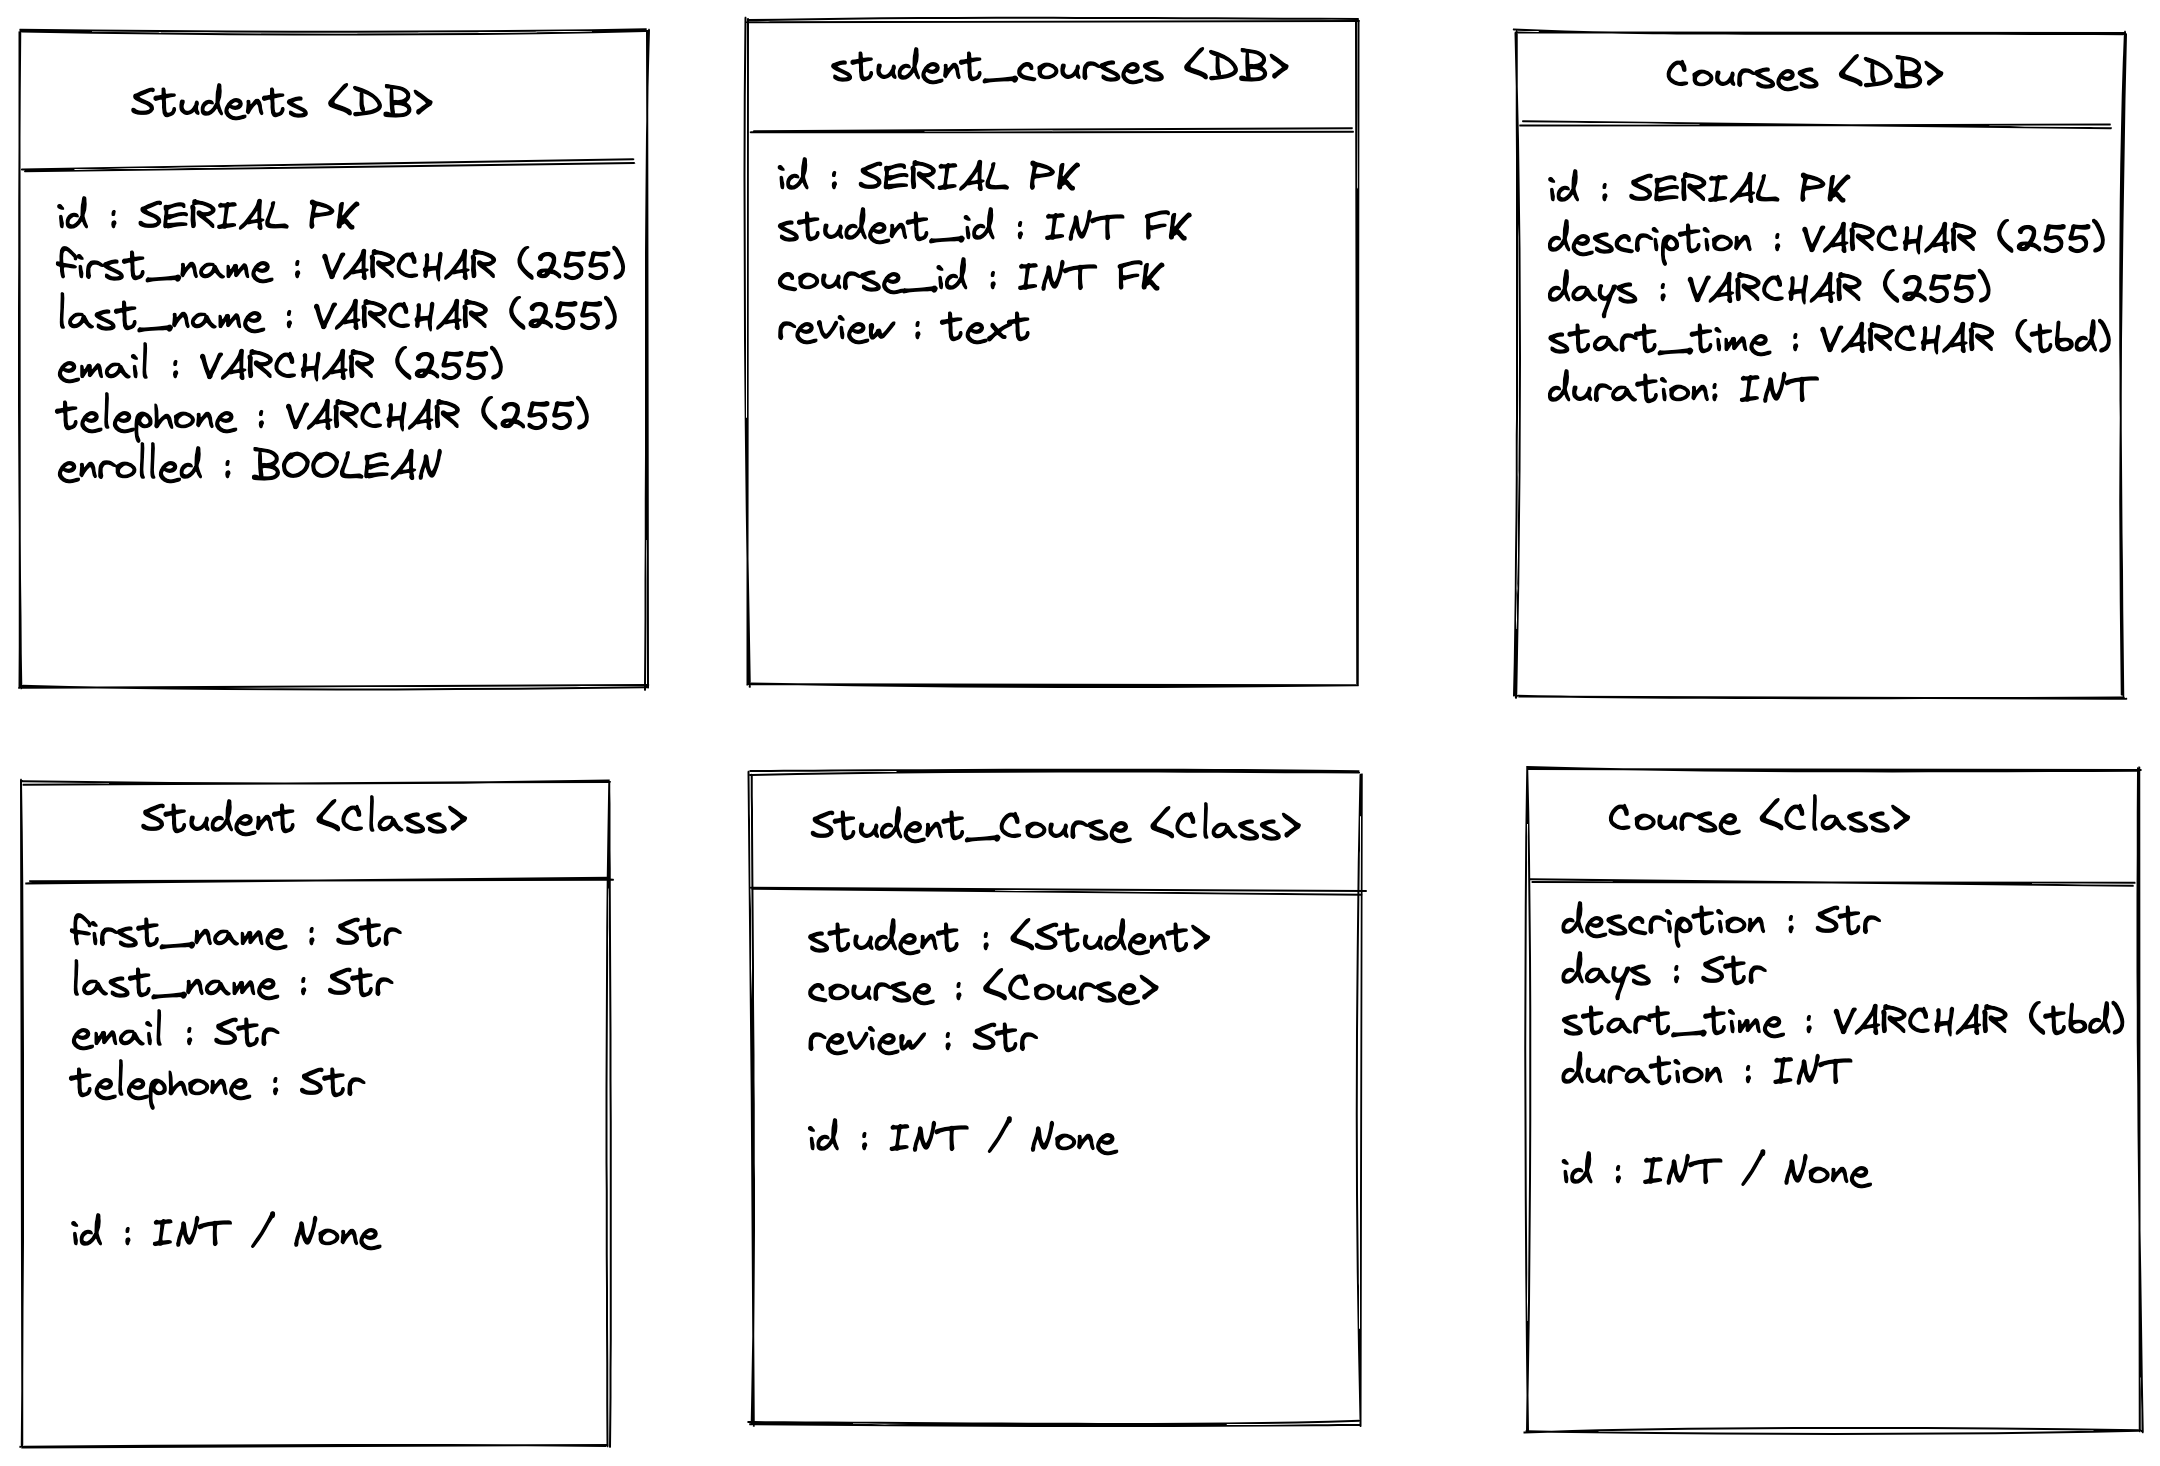 Students <DB>
id : SERIAL PK
first_name : VARCHAR (255)
last_name : VARCHAR (255)
email : VARCHAR (255)
telephone : VARCHAR (255)
enrolled : BOOLEAN
student_courses <DB>
id : SERIAL PK
student_id : INT FK
course_id : INT FK
review : text
Courses <DB>
id : SERIAL PK
description : VARCHAR (255)
days : VARCHAR (255)
start_time : VARCHAR (tbd)
duration: INT
Student <Class>
first_name : Str
last_name : Str
email : Str
telephone : Str
id : INT / None
Student_Course <Class>
student : <Student>
course : <Course>
review : Str
id : INT / None
Course <Class>
description : Str
days : Str
start_time : VARCHAR (tbd)
duration : INT
id : INT / None